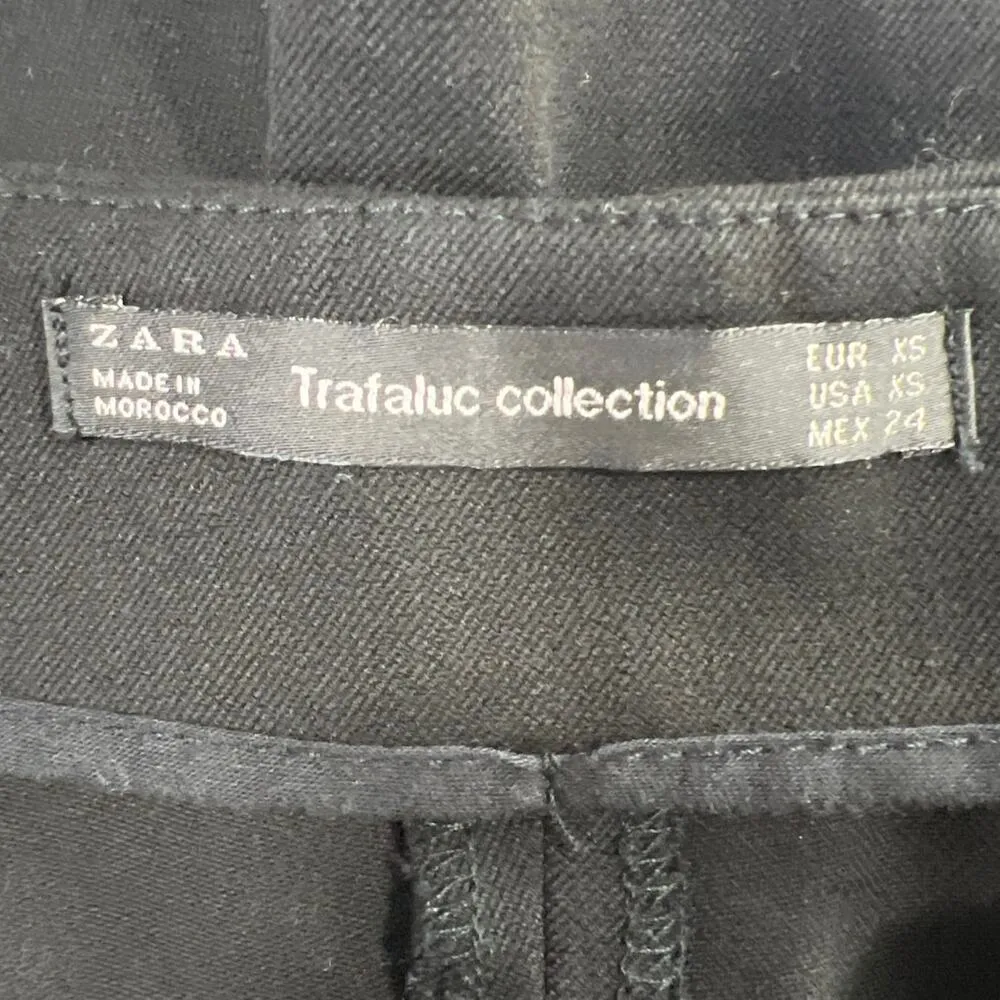 ZARA
MADE IN
MOROCCO
Trafaluc collection
EUR XS
USA XS
MEX 24